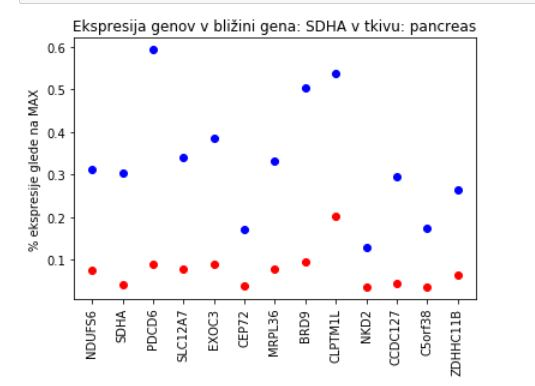 Ekspresija genov v bližini gena: SDHA v tkivu: pancreas
% ekspresije glede na MAX
0.6
0.5
0.4
0.3
0.2
0.1
NDUFS6
SDHA
PDCD6
SLC12A7
EXOC3
CEP72
MRPL36
BRD9
CLPTM1L
NKD2
CCDC127
C5orf38
ZDHHC11B